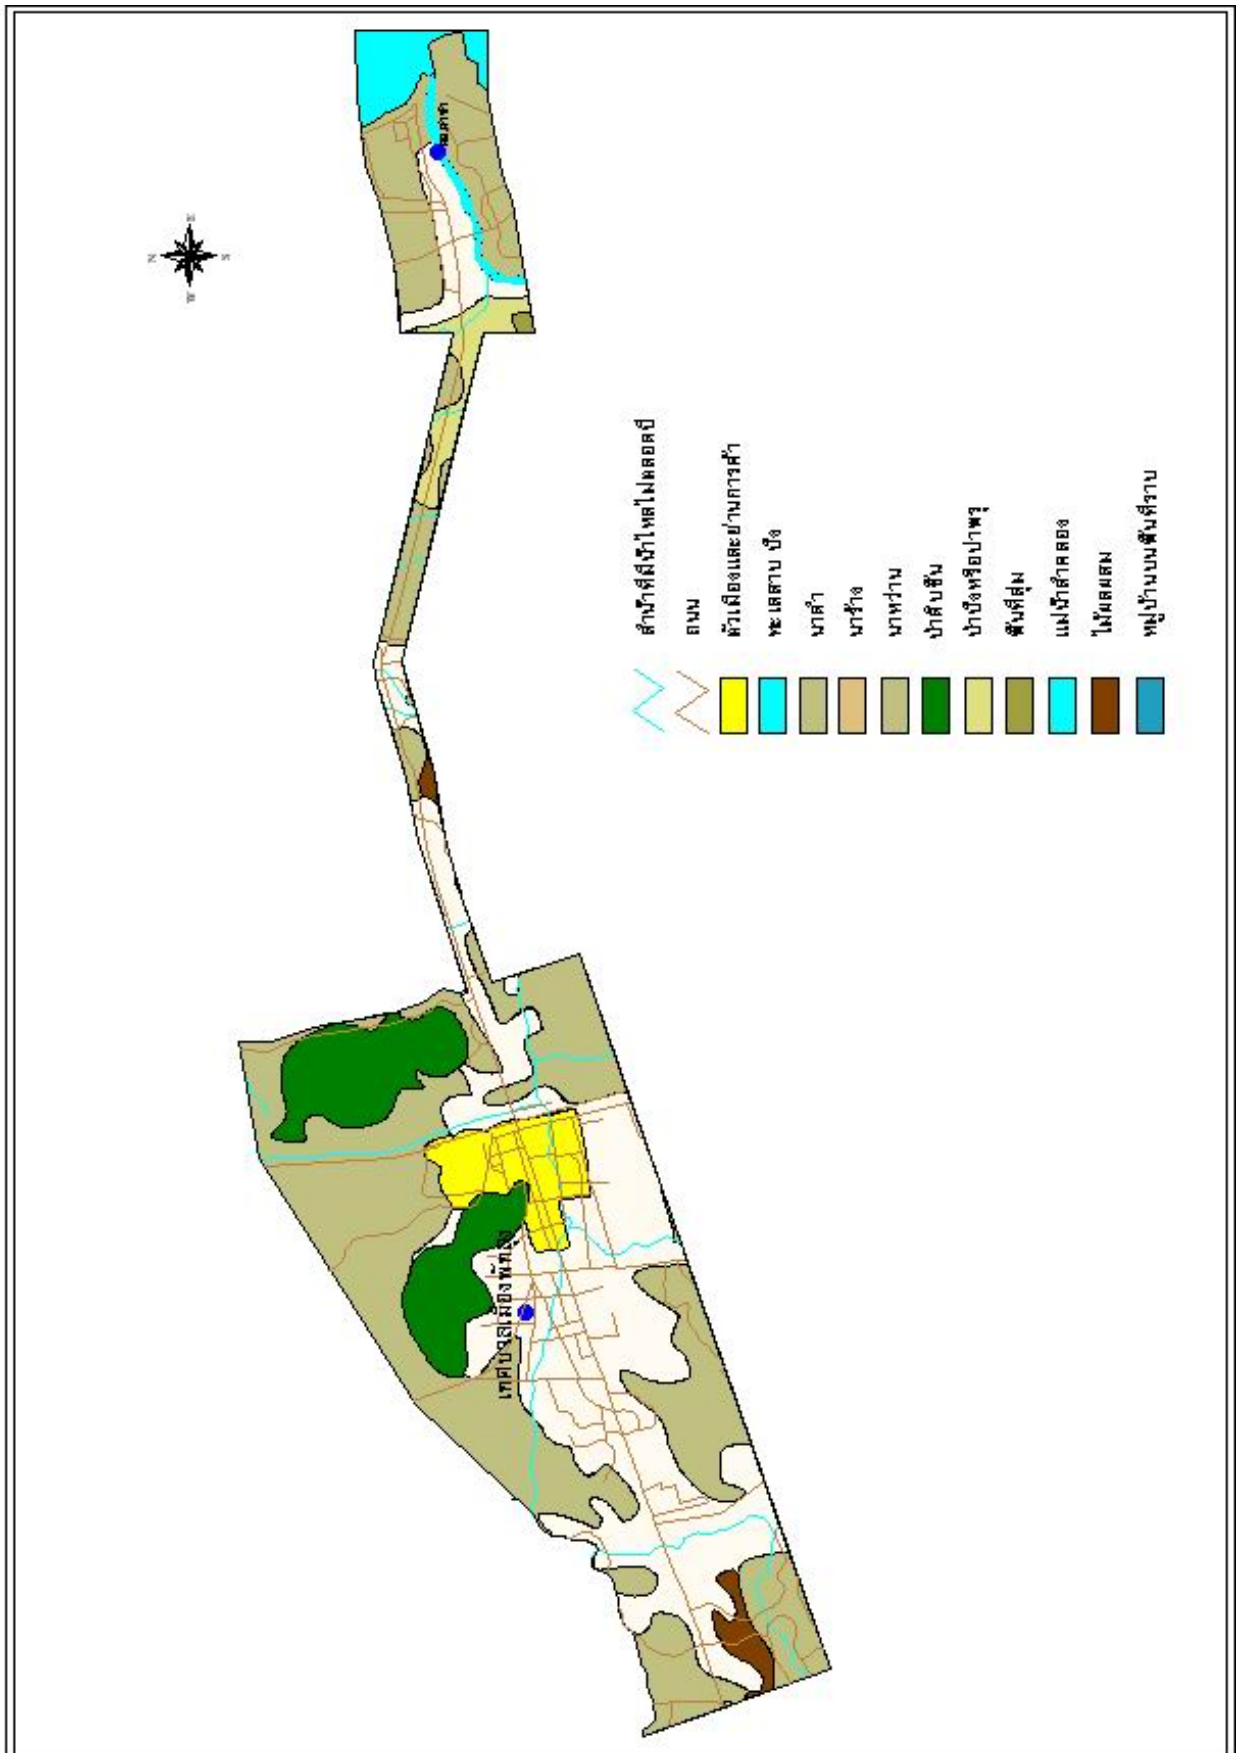 N
E
S
W
ลำปำ
เทศบาลเมืองพัทลุง
ลำน้ำที่มีน้ำไหลไม่ตลอดปี
ถนน
ตัวเมืองและย่านการค้า
ทะเลสาบ บึง
นาดำ
นาร้าง
นาหว่าน
ป่าดิบชื้น
ป่าบึงหรือป่าพรุ
พื้นที่ลุ่ม
แม่น้ำลำคลอง
ไม้ผลผสม
หมู่บ้านบนพื้นที่ราบ